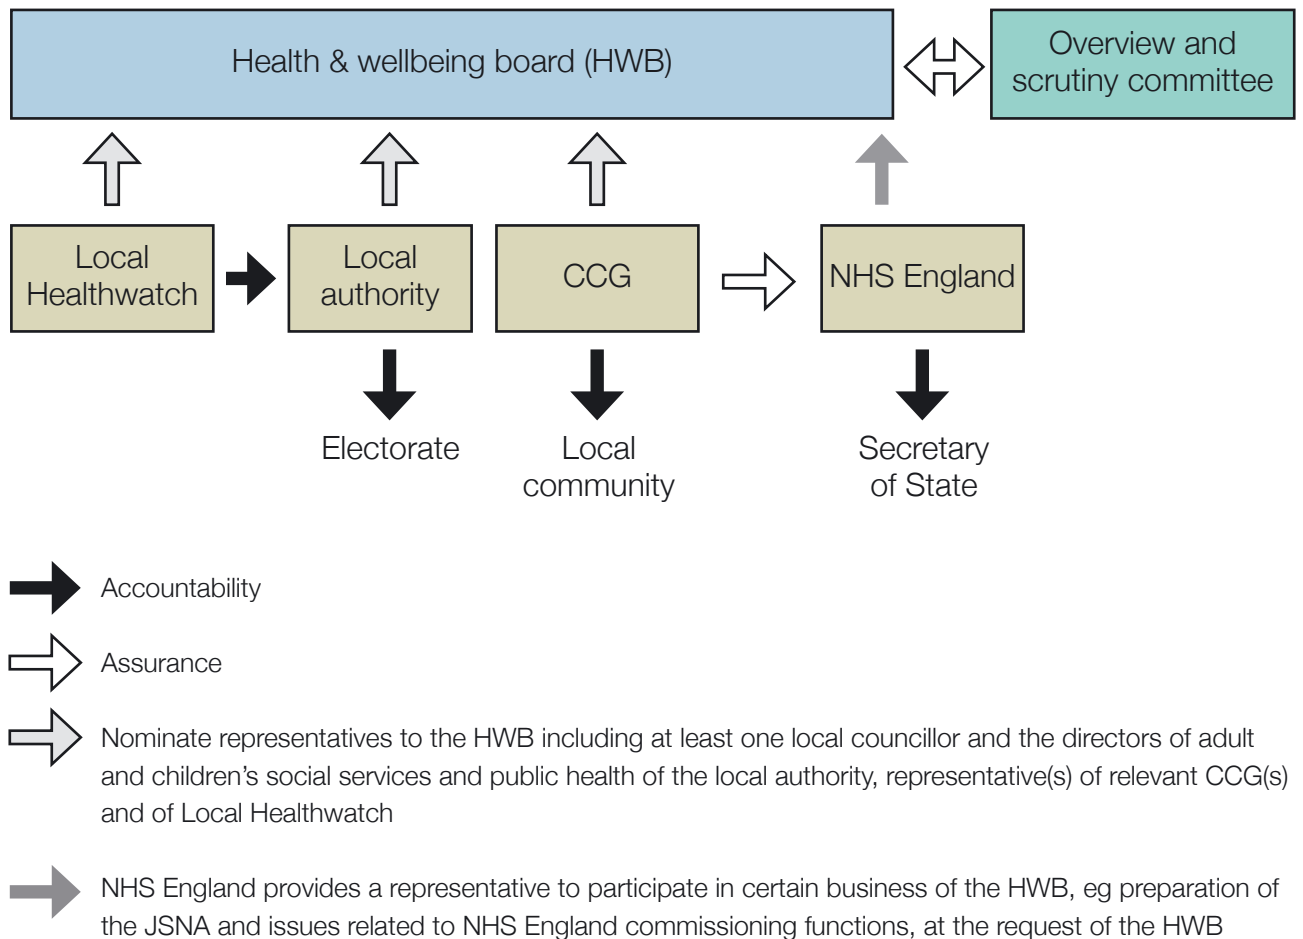 Health & wellbeing board (HWB)
Overview and
scrutiny committee
Local
Healthwatch
Local
authority
CCG
NHS England
Electorate
Local
community
Secretary
of State
Accountability
Assurance
Nominate representatives to the HWB including at least one local councillor and the directors of adult
and children’s social services and public health of the local authority, representative(s) of relevant CCG(s)
and of Local Healthwatch
NHS England provides a representative to participate in certain business of the HWB, eg preparation of
the JSNA and issues related to NHS England commissioning functions, at the request of the HWB